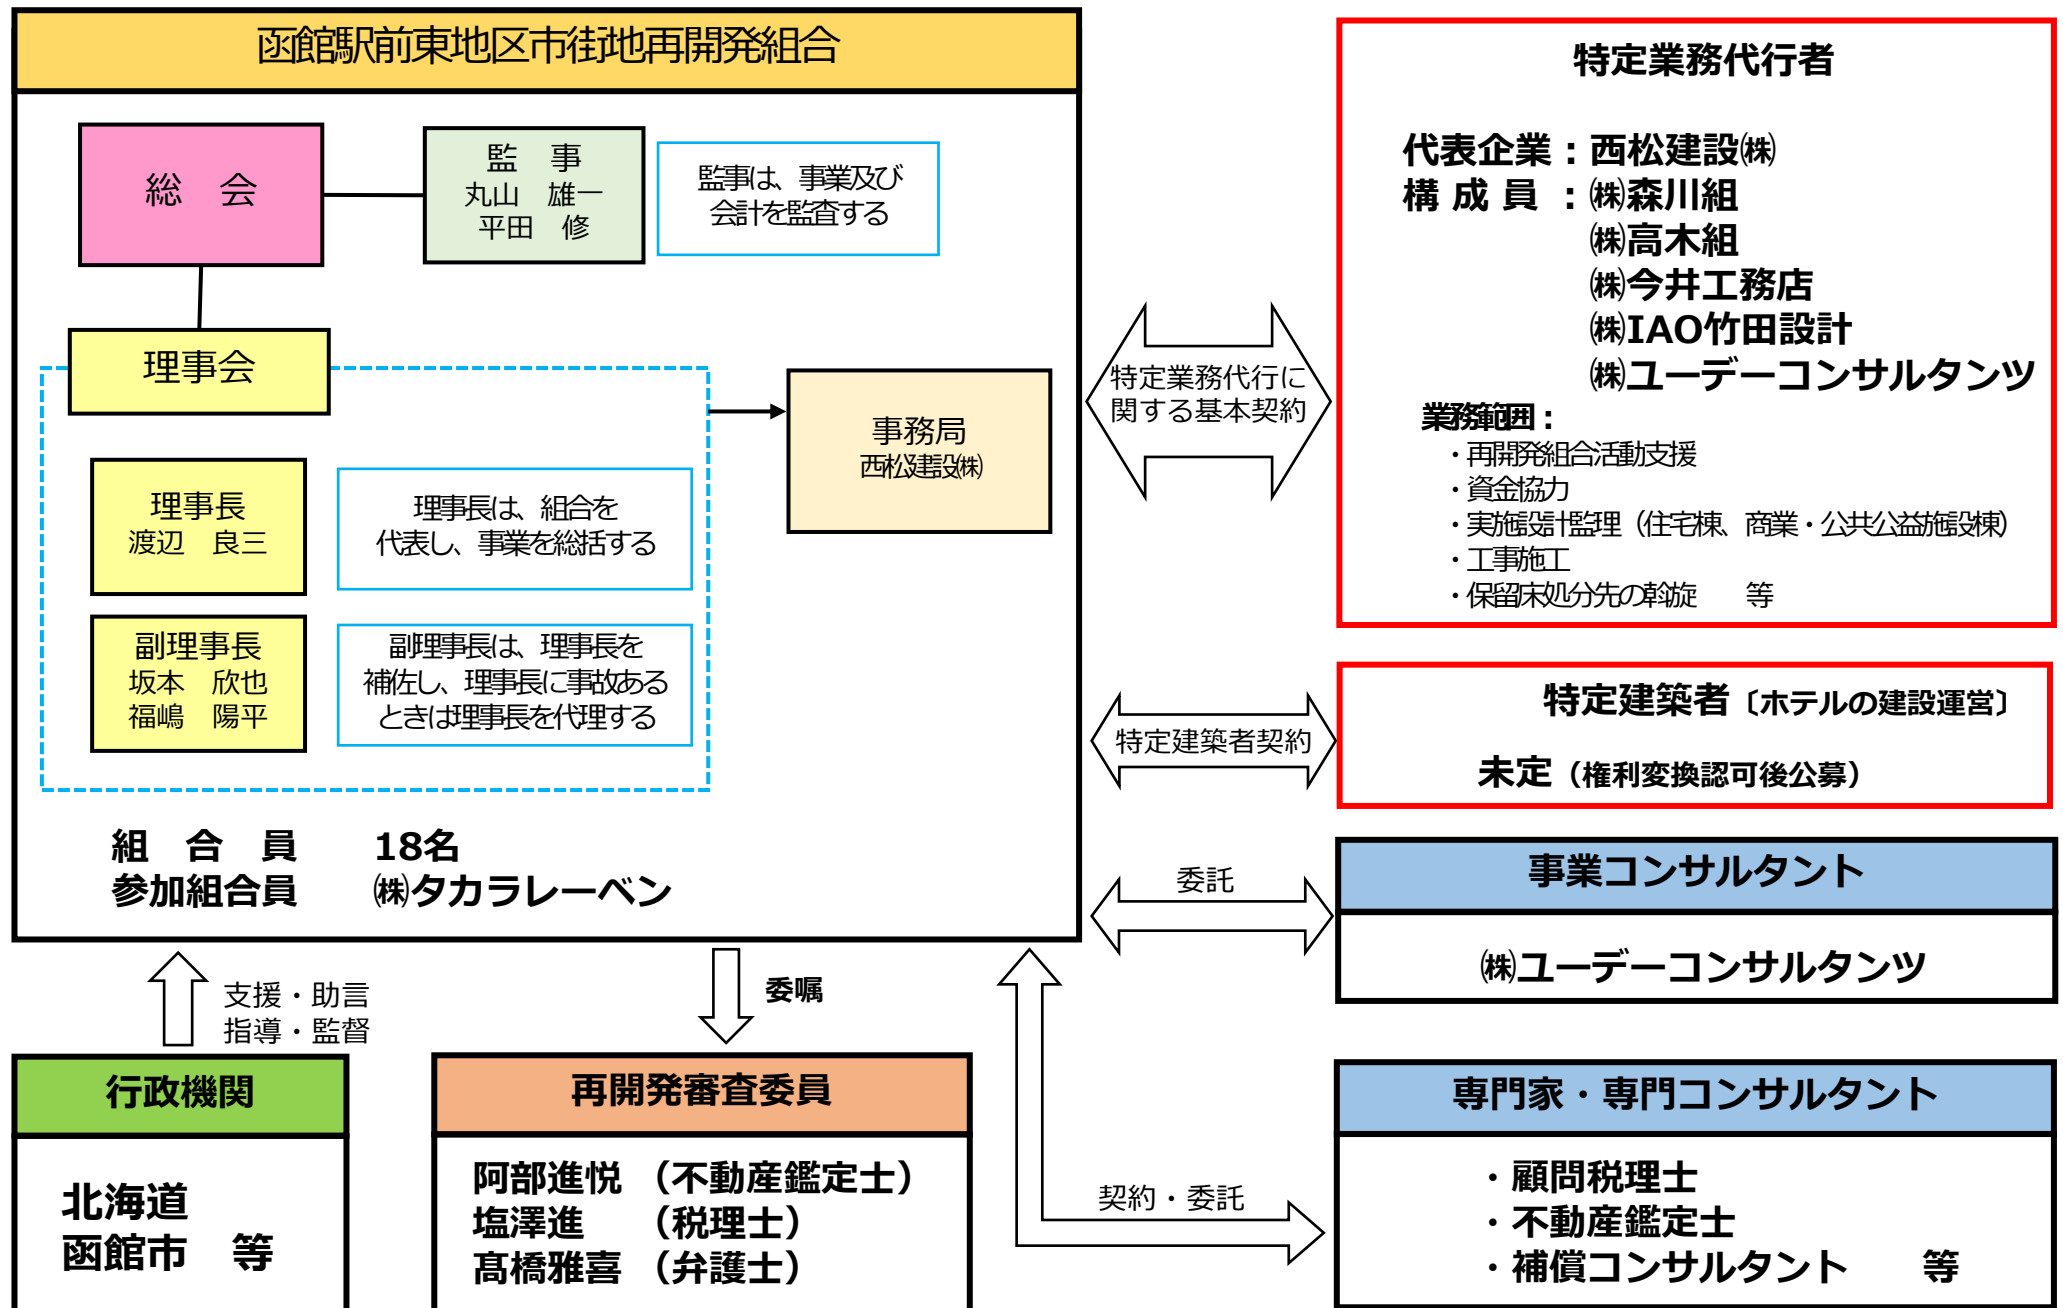 函館駅前東地区市街地再開発組合
総　会
監　事
丸山　雄一
平田　修
監事は、事業及び
会計を監査する
理事会
理事長
渡辺　良三
理事長は、組合を
代表し、事業を総括する
副理事長
坂本　欣也
福嶋　陽平
副理事長は、理事長を
補佐し、理事長に事故ある
ときは理事長を代理する
事務局
西松建設㈱
組　合　員　　18名
参加組合員　　㈱タカラレーベン
特定業務代行に
関する基本契約
特定業務代行者
代表企業：西松建設㈱
構 成 員 ：㈱森川組
㈱高木組
㈱今井工務店
㈱IAO竹田設計
㈱ユーデーコンサルタンツ
業務範囲：
・再開発組合活動支援
・資金協力
・実施設計監理（住宅棟、商業・公共公益施設棟）
・工事施工
・保留床処分先の斡旋　　等
特定建築者契約
特定建築者〔ホテルの建設運営〕
未定（権利変換認可後公募）
委託
事業コンサルタント
㈱ユーデーコンサルタンツ
支援・助言
指導・監督
委嘱
行政機関
北海道
函館市　等
再開発審査委員
阿部進悦　（不動産鑑定士）
塩澤進　　（税理士）
髙橋雅喜　（弁護士）
契約・委託
専門家・専門コンサルタント
・顧問税理士
・不動産鑑定士
・補償コンサルタント　　等